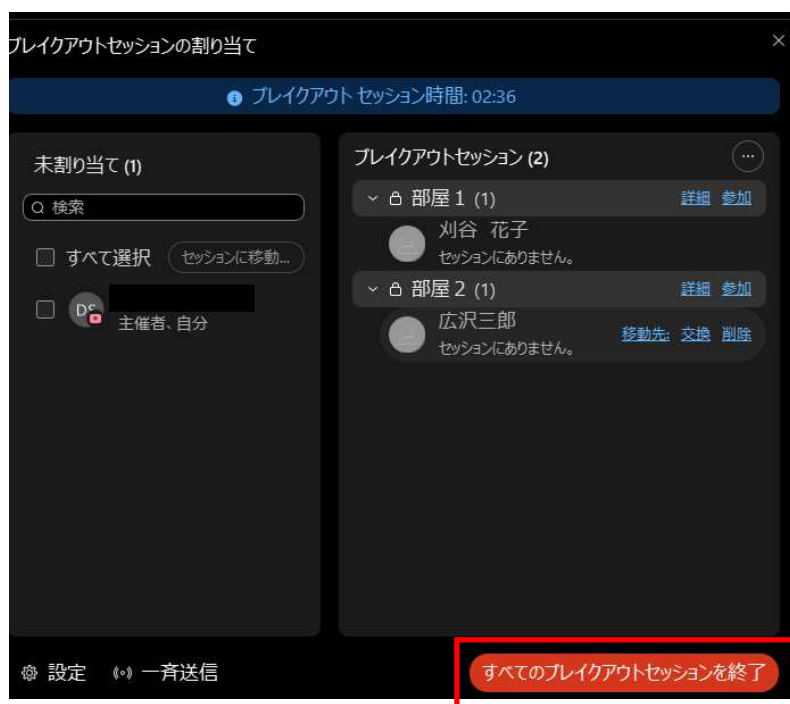 ブレイクアウトセッションの割り当て
ブレイクアウト セッション時間: 02:36
未割り当て (1)
検索
すべて選択 セッションに移動...
DS
主催者、自分
ブレイクアウトセッション (2)
部屋１ (1) 詳細 参加
刈谷 花子
セッションにありません。
部屋２ (1) 詳細 参加
広沢三郎
セッションにありません。
移動先: 交換 削除
設定 一斉送信
すべてのブレイクアウトセッションを終了